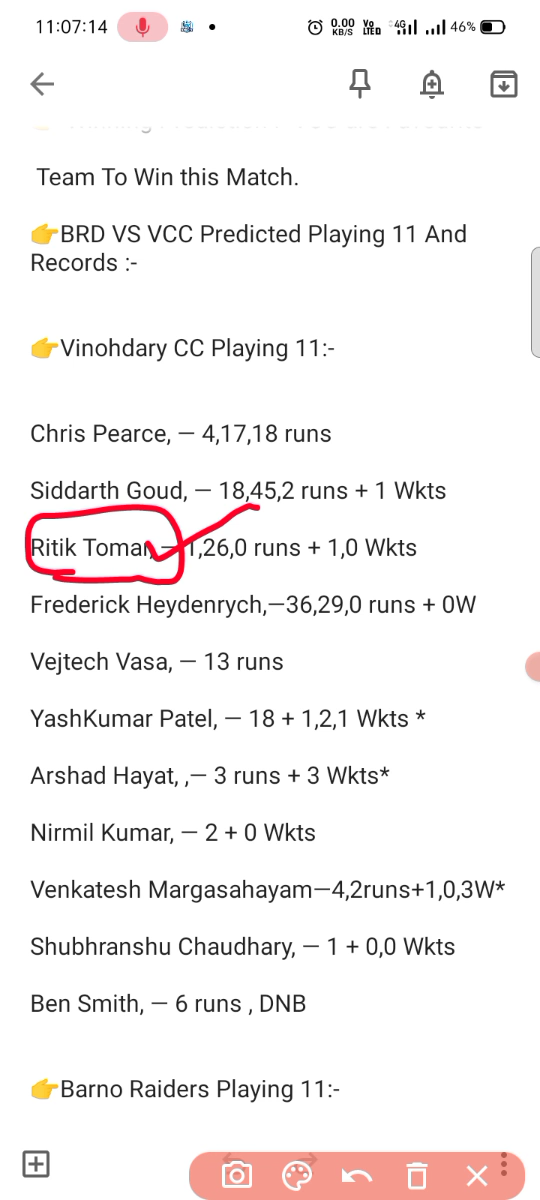 11:07:14
0.00 KB/S
Vo LTED
4G
46%
Team To Win this Match.
👉BRD VS VCC Predicted Playing 11 And
Records :-
👉Vinohdary CC Playing 11:-
Chris Pearce, — 4,17,18 runs
Siddarth Goud, — 18,45,2 runs + 1 Wkts
Ritik Tomar, — 1,26,0 runs + 1,0 Wkts
Frederick Heydenrych,—36,29,0 runs + 0W
Vejtech Vasa, — 13 runs
YashKumar Patel, — 18 + 1,2,1 Wkts *
Arshad Hayat, ,— 3 runs + 3 Wkts*
Nirmil Kumar, — 2 + 0 Wkts
Venkatesh Margasahayam—4,2runs+1,0,3W*
Shubhranshu Chaudhary, — 1 + 0,0 Wkts
Ben Smith, — 6 runs , DNB
👉Barno Raiders Playing 11:-